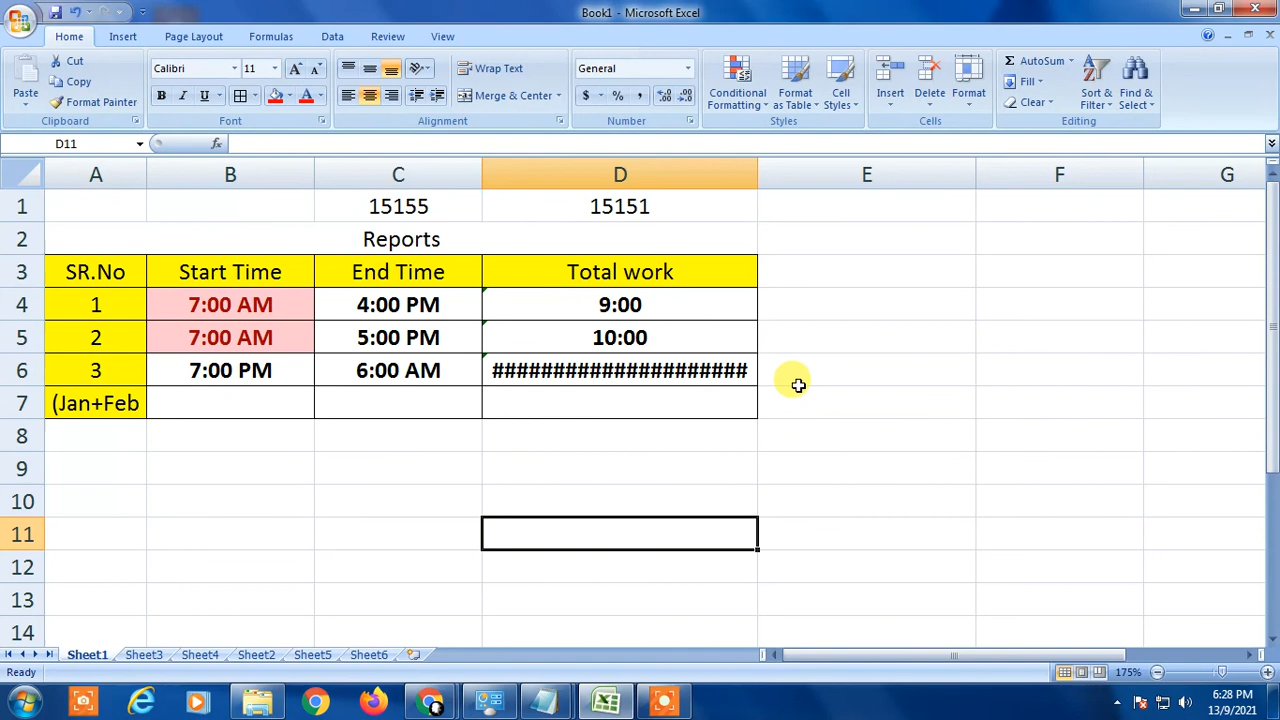 Book1 - Microsoft Excel
Home Insert Page Layout Formulas Data Review View
Paste
Cut
Copy
Format Painter
Clipboard
Calibri 11
B I U
Font
Wrap Text
Merge & Center
Alignment
General
$ % ,
Number
Conditional Formatting
Format as Table
Cell Styles
Styles
Insert Delete Format
Cells
Σ AutoSum
Fill
Clear
Sort & Filter
Find & Select
Editing
D11 fx
A B C D E F G
1 15155 15151
2 Reports
3 SR.No Start Time End Time Total work
4 1 7:00 AM 4:00 PM 9:00
5 2 7:00 AM 5:00 PM 10:00
6 3 7:00 PM 6:00 AM #####################
7 (Jan+Feb
8
9
10
11
12
13
14
Sheet1 Sheet3 Sheet4 Sheet2 Sheet5 Sheet6
Ready 175%
6:28 PM
13/9/2021